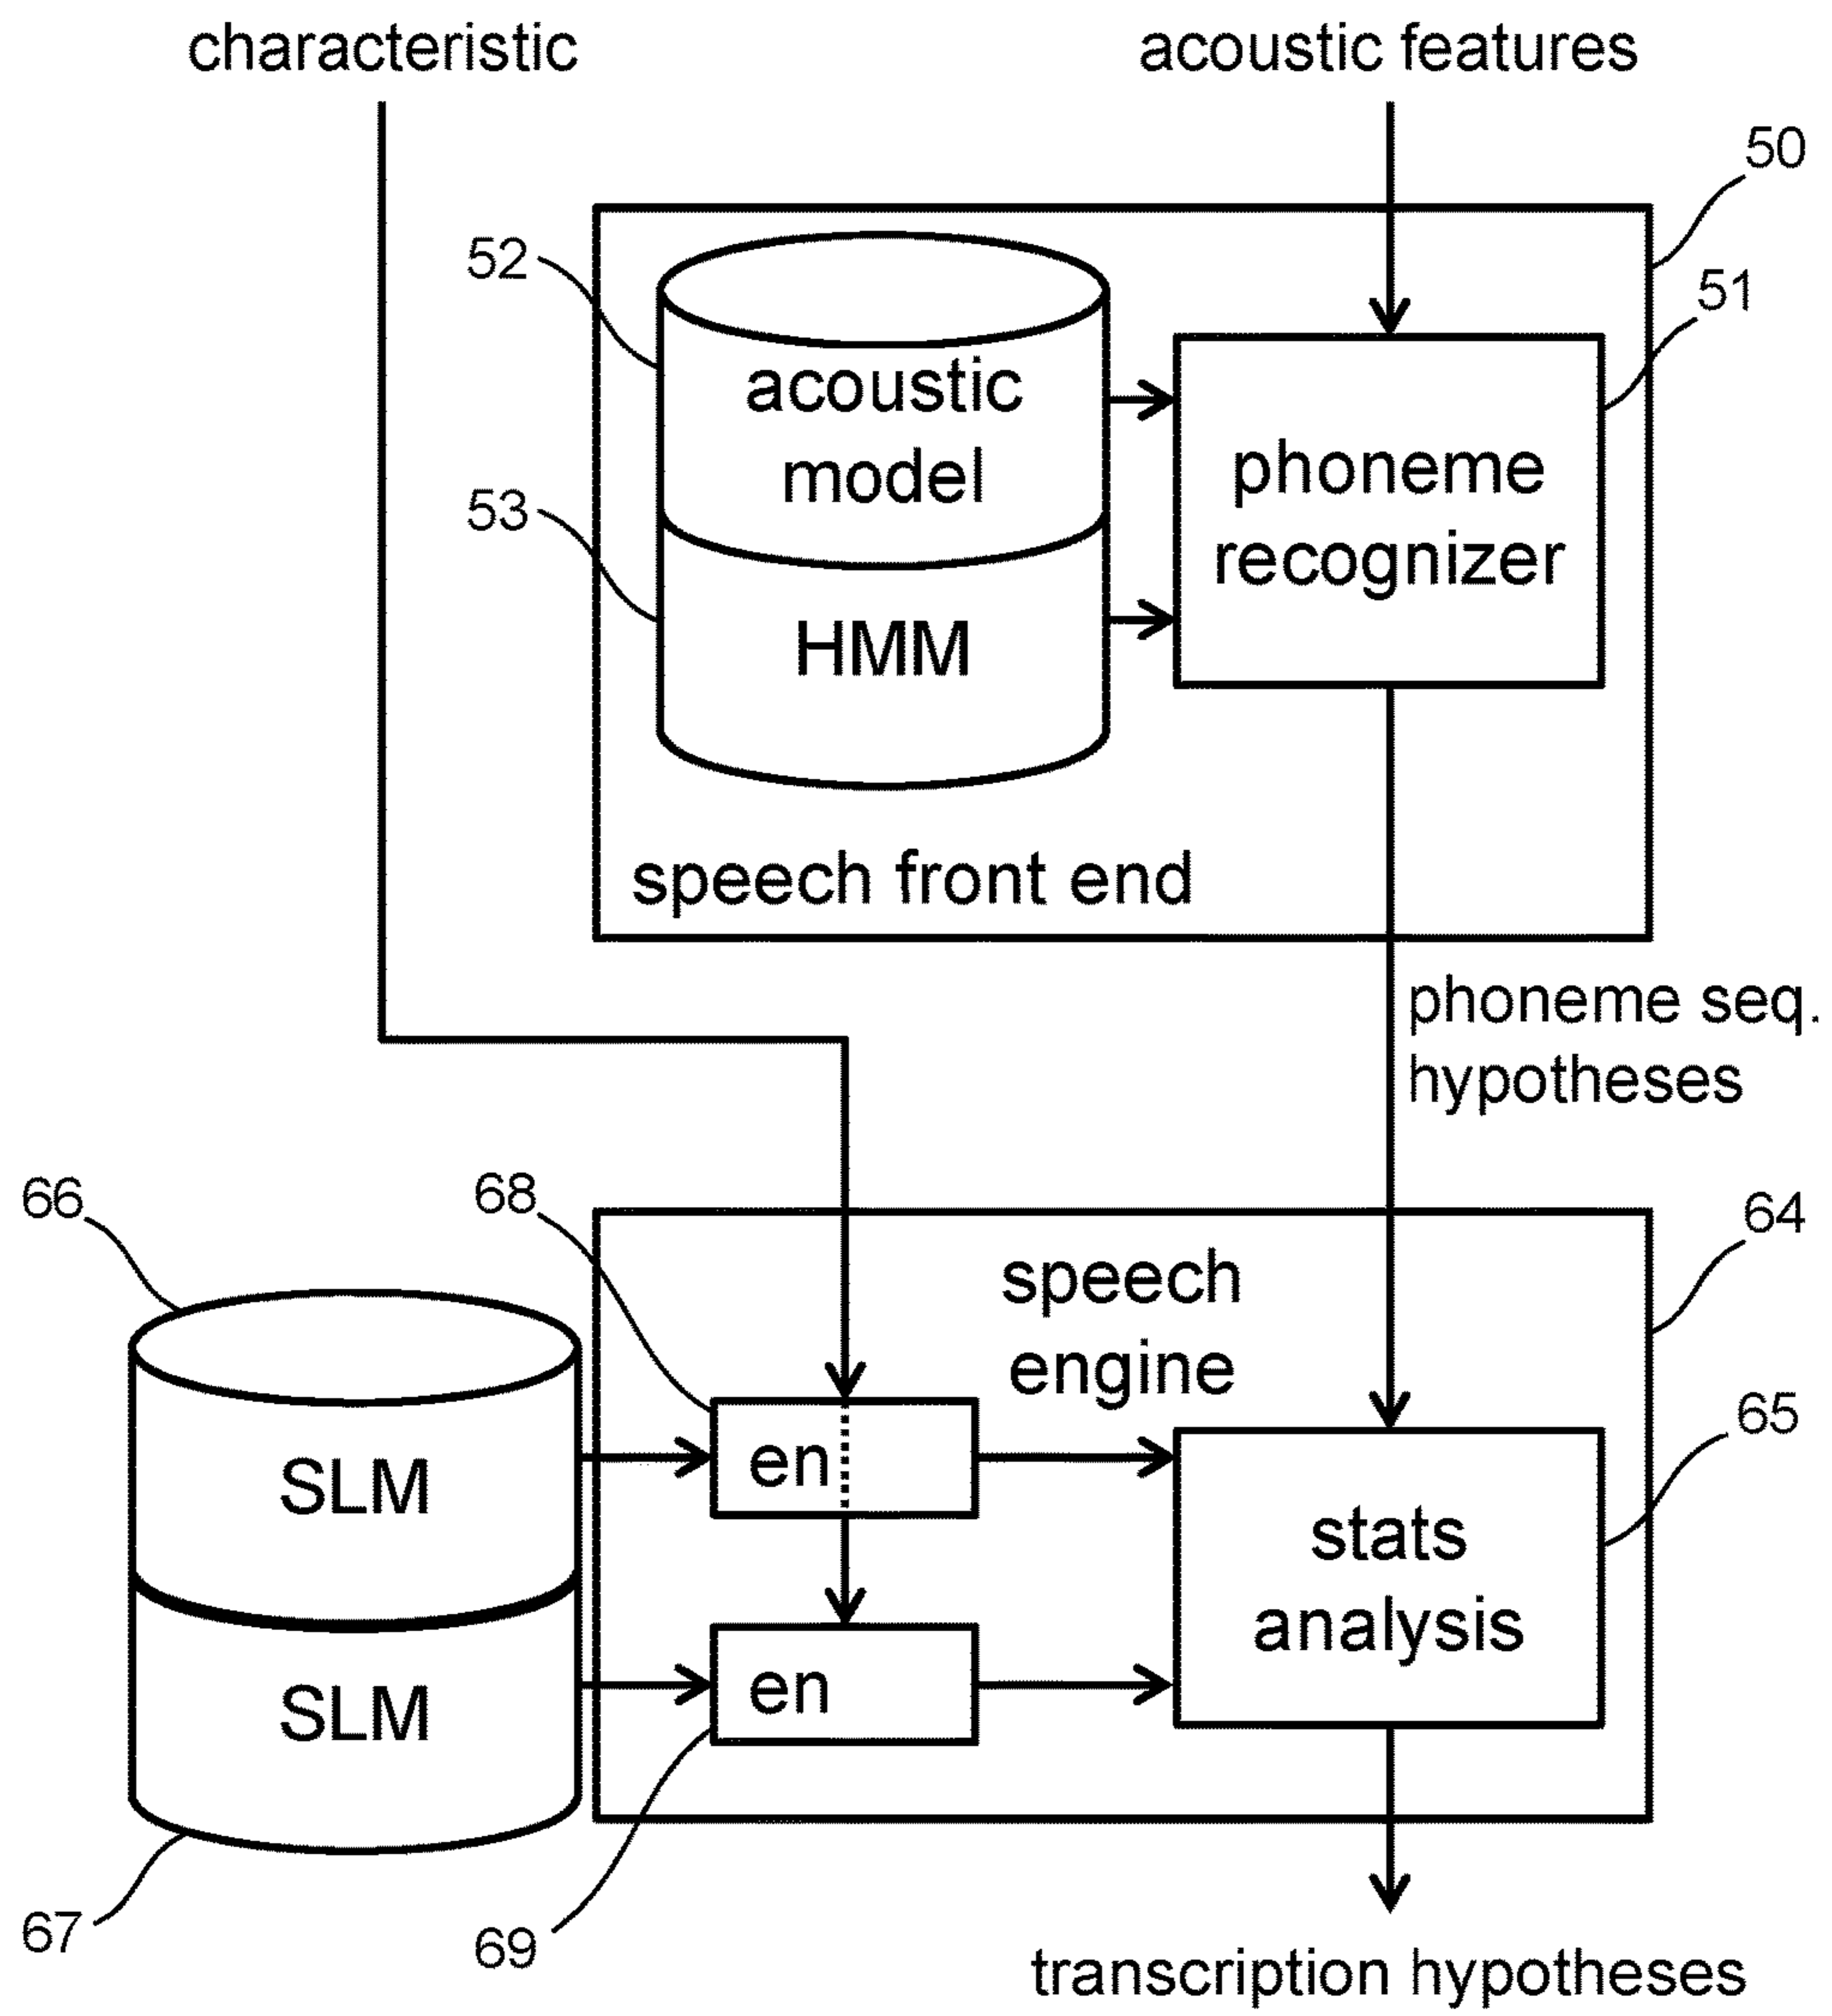 characteristic
acoustic features
50
52
51
acoustic
model
phoneme
recognizer
53
HMM
speech front end
phoneme seq.
hypotheses
66
68
64
speech
engine
65
SLM
en
stats
analysis
SLM
en
67
69
transcription hypotheses